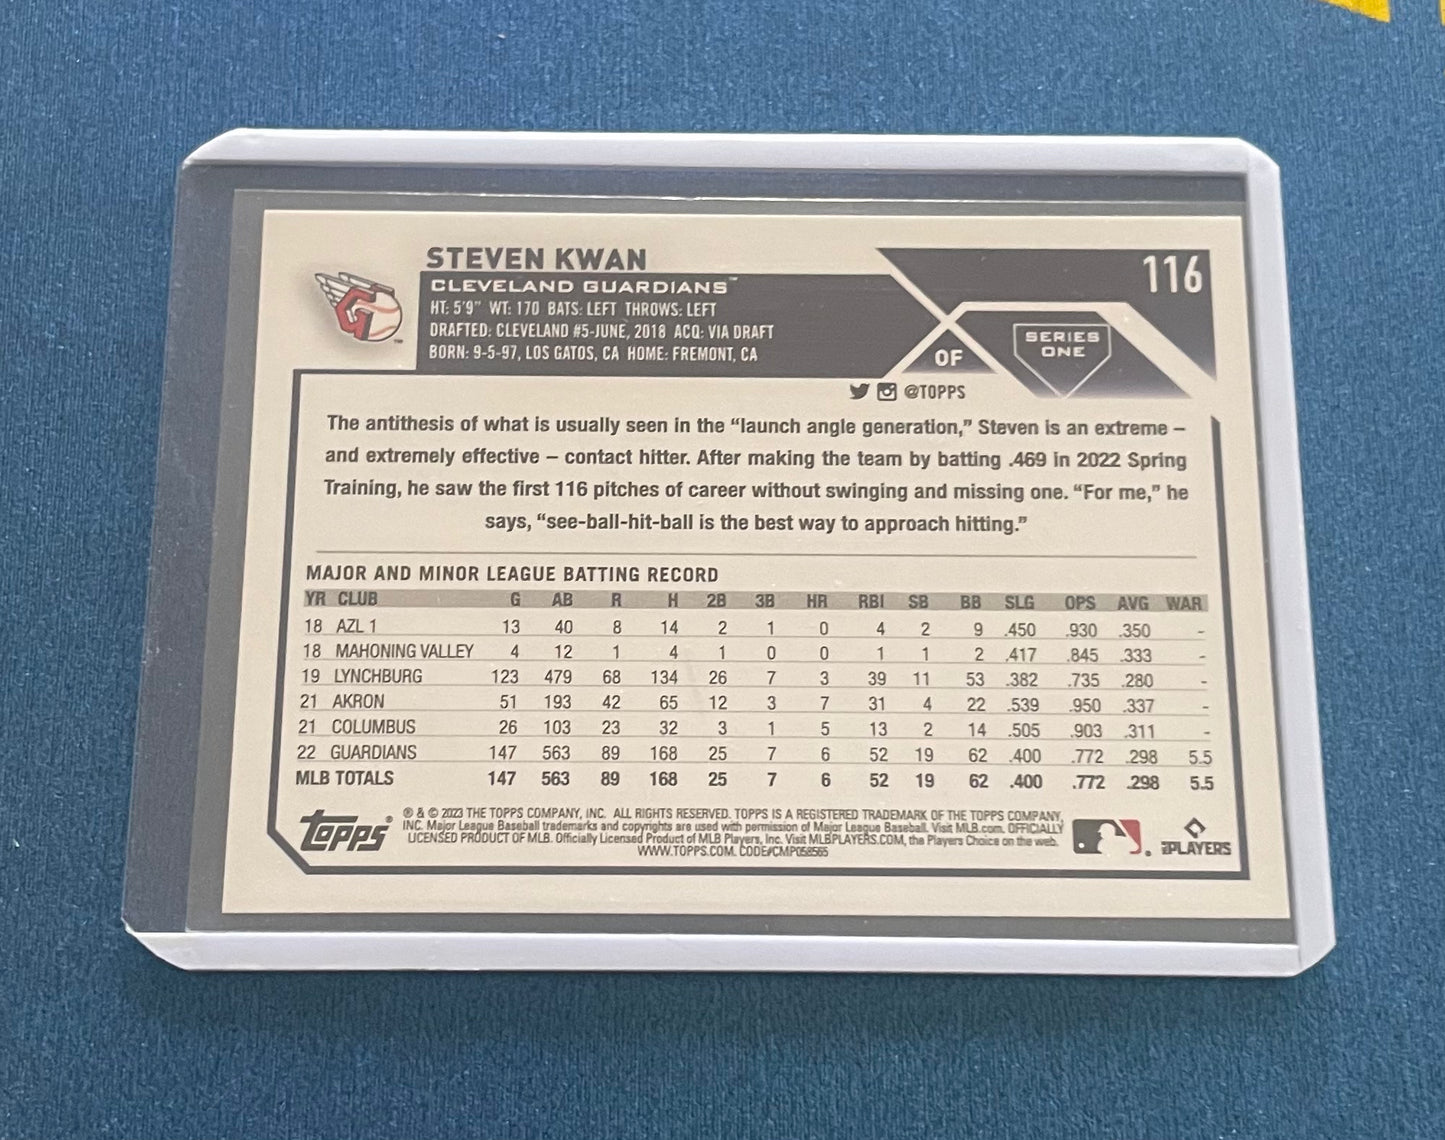 STEVEN KWAN
116
CLEVELAND GUARDIANS™
HT: 5'9" WT: 170 BATS: LEFT THROWS: LEFT
DRAFTED: CLEVELAND #5-JUNE, 2018 ACQ: VIA DRAFT
BORN: 9-5-97, LOS GATOS, CA HOME: FREMONT, CA
OF
SERIES
ONE
@TOPPS
The antithesis of what is usually seen in the “launch angle generation,” Steven is an extreme –
and extremely effective – contact hitter. After making the team by batting .469 in 2022 Spring
Training, he saw the first 116 pitches of career without swinging and missing one. “For me,” he
says, “see-ball-hit-ball is the best way to approach hitting.”
MAJOR AND MINOR LEAGUE BATTING RECORD
YR CLUB G AB R H 2B 3B HR RBI SB BB SLG OPS AVG WAR
18 AZL 1 13 40 8 14 2 1 0 4 2 9 .450 .930 .350 -
18 MAHONING VALLEY 4 12 1 4 1 0 0 1 1 2 .417 .845 .333 -
19 LYNCHBURG 123 479 68 134 26 7 3 39 11 53 .382 .735 .280 -
21 AKRON 51 193 42 65 12 3 7 31 4 22 .539 .950 .337 -
21 COLUMBUS 26 103 23 32 3 1 5 13 2 14 .505 .903 .311 -
22 GUARDIANS 147 563 89 168 25 7 6 52 19 62 .400 .772 .298 5.5
MLB TOTALS 147 563 89 168 25 7 6 52 19 62 .400 .772 .298 5.5
Topps®
® & © 2023 THE TOPPS COMPANY, INC. ALL RIGHTS RESERVED. TOPPS IS A REGISTERED TRADEMARK OF THE TOPPS COMPANY,
INC. Major League Baseball trademarks and copyrights are used with permission of Major League Baseball. Visit MLB.com. OFFICIALLY
LICENSED PRODUCT OF MLB. Officially Licensed Product of MLB Players, Inc. Visit MLBPLAYERS.COM, the Players Choice on the web.
WWW.TOPPS.COM. CODE#CMP058565
PLAYERS